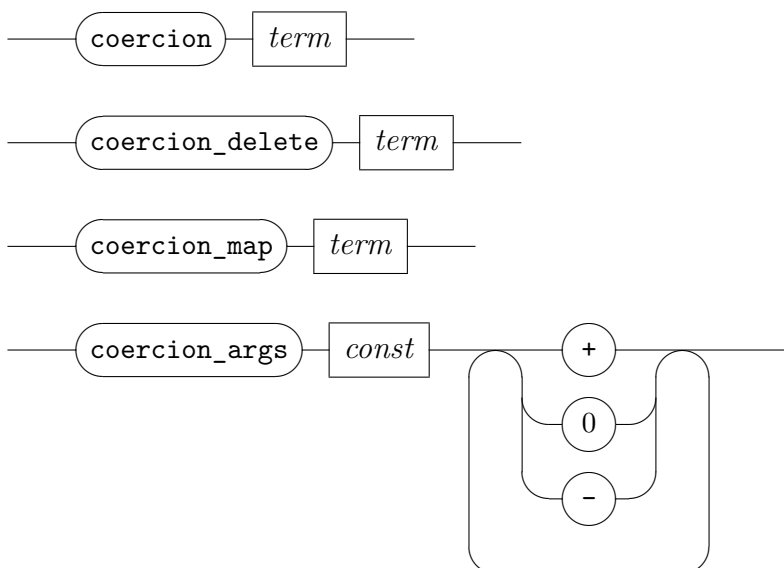 coercion term
coercion_delete term
coercion_map term
coercion_args const +
0
-